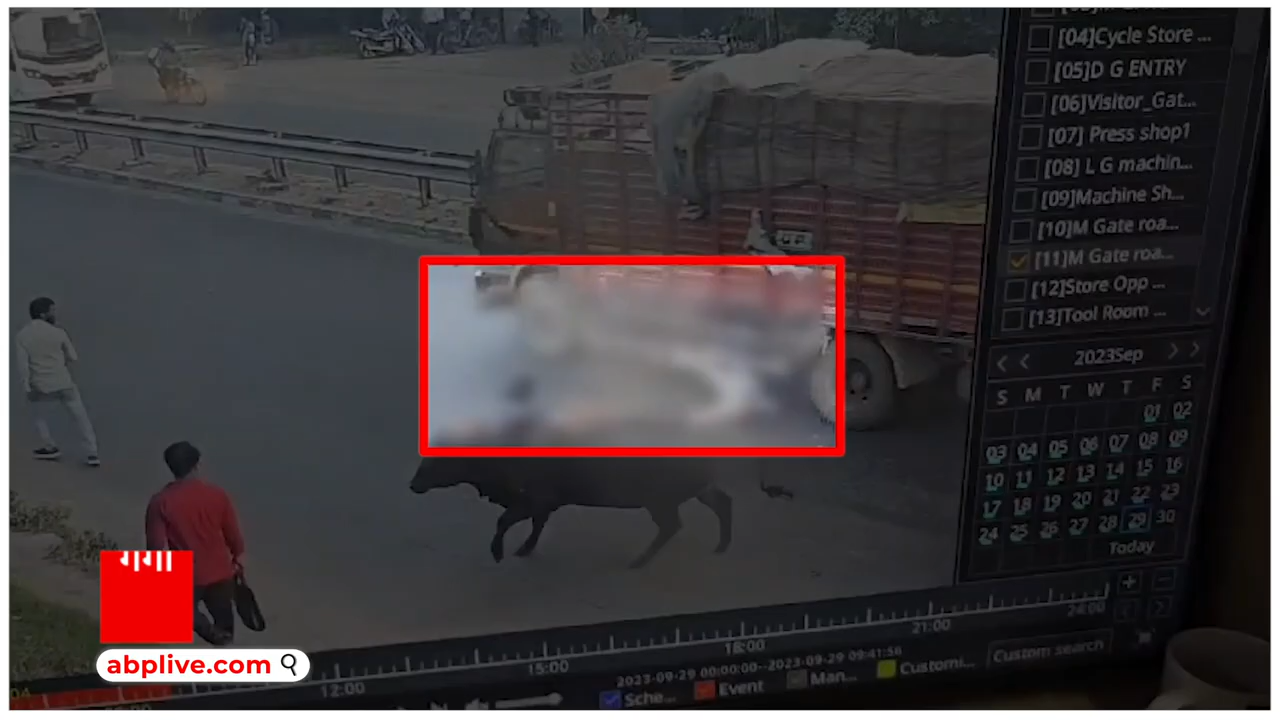 [04]Cycle Store ...
[05]D G ENTRY
[06]Visitor_Gat...
[07] Press shop1
[08] L G machin...
[09]Machine Sh...
[10]M Gate roa...
[11]M Gate roa...
[12]Store Opp ...
[13]Tool Room ...
2023Sep
S M T W T F S
01 02
03 04 05 06 07 08 09
10 11 12 13 14 15 16
17 18 19 20 21 22 23
24 25 26 27 28 29 30
Today
12:00 15:00 18:00 21:00 24:00
2023-09-29 00:00:00--2023-09-29 09:41:56
Sche... Event Man... Customi... Custom search
abplive.com